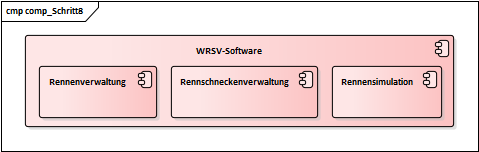 cmp comp_Schritt8
WRSV-Software
Rennenverwaltung
Rennschneckenverwaltung
Rennensimulation